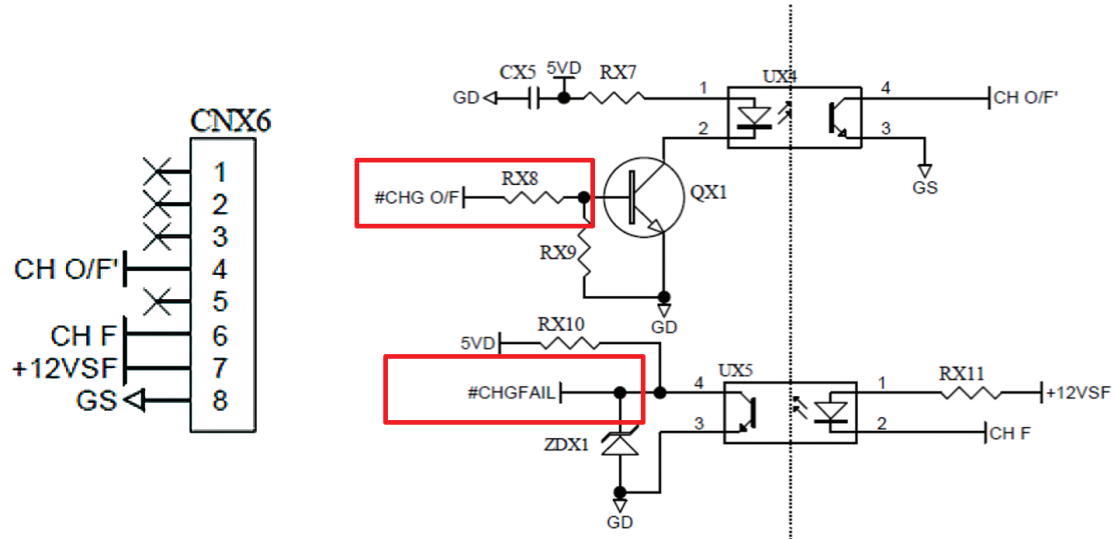 CNX6
1
2
3
CH O/F' 4
5
CH F 6
+12VSF 7
GS 8
CX5 5VD RX7 UX4
GD 1 4 CH O/F'
2 3
GS
#CHG O/F RX8 QX1
RX9
GD
RX10
5VD
UX5 RX11
#CHGFAIL 4 1 +12VSF
ZDX1 3 2 CH F
GD